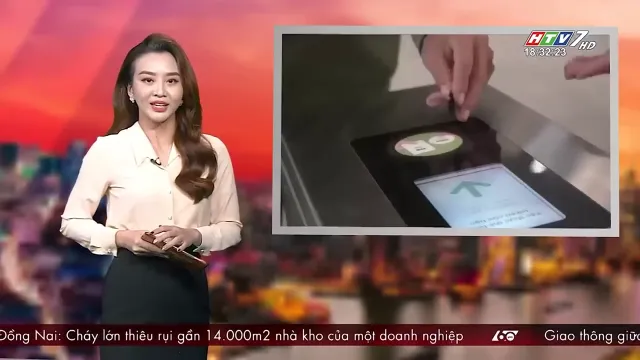 HTV7 HD
18:32:23
Đồng Nai: Cháy lớn thiêu rụi gần 14.000m2 nhà kho của một doanh nghiệp 60 Giao thông giữ